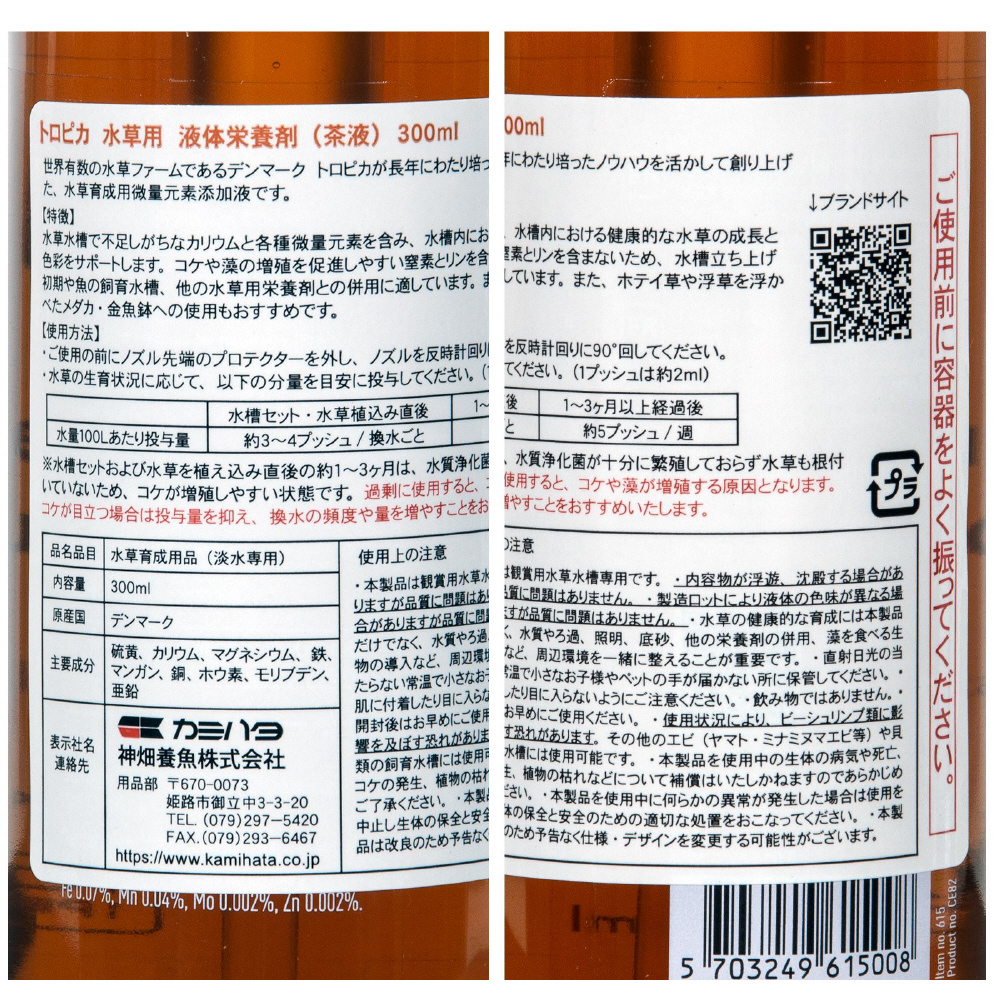 トロピカ 水草用 液体栄養剤（茶液） 300ml
世界有数の水草ファームであるデンマーク トロピカが長年にわたり培っ
た、水草育成用微量元素添加液です。
【特徴】
水草水槽で不足しがちなカリウムと各種微量元素を含み、水槽内にお
色彩をサポートします。コケや藻の増殖を促進しやすい窒素とリンを含
初期や魚の飼育水槽、他の水草用栄養剤との併用に適しています。ま
べたメダカ・金魚鉢への使用もおすすめです。
【使用方法】
・ご使用の前にノズル先端のプロテクターを外し、ノズルを反時計回り
・水草の生育状況に応じて、以下の分量を目安に投与してください。（1
水槽セット・水草植込み直後 1〜
水量100Lあたり投与量 約3〜4プッシュ / 換水ごと
※水槽セットおよび水草を植え込み直後の約1〜3ヶ月は、水質浄化菌
いていないため、コケが増殖しやすい状態です。過剰に使用すると、
コケが目立つ場合は投与量を抑え、換水の頻度や量を増やすことをお
品名品目 水草育成用品（淡水専用）
内容量 300ml
原産国 デンマーク
主要成分 硫黄、カリウム、マグネシウム、鉄、
マンガン、銅、ホウ素、モリブデン、
亜鉛
表示社名
連絡先
カミハタ
神畑養魚株式会社
用品部 〒670-0073
姫路市御立中3-3-20
TEL. (079)297-5420
FAX.(079)293-6467
https://www.kamihata.co.jp
使用上の注意
・本製品は観賞用水草水
りますが品質に問題はあり
合がありますが品質に問題
だけでなく、水質やろ過、
物の導入など、周辺環境
たらない常温で小さなお子
肌に付着したり目に入らな
開封後はお早めにご使用
響を及ぼす恐れがありま
類の飼育水槽には使用可
コケの発生、植物の枯れ
ご了承ください。・本製品
中止し生体の保全と安全
品は改良のため予告なく
Fe 0.07%, Mn 0.04%, Mo 0.002%, Zn 0.002%.
00ml
年にわたり培ったノウハウを活かして創り上げ
↓ブランドサイト
、水槽内における健康的な水草の成長と
窒素とリンを含まないため、水槽立ち上げ
しています。また、ホテイ草や浮草を浮か
を反時計回りに90°回してください。
てください。（1プッシュは約2ml）
後 1〜3ヶ月以上経過後
と 約5プッシュ / 週
、水質浄化菌が十分に繁殖しておらず水草も根付
使用すると、コケや藻が増殖する原因となります。
増やすことをおすすめいたします。
プラ
の注意
は観賞用水草水槽専用です。・内容物が浮遊、沈殿する場合があ
問題はありません。・製造ロットにより液体の色味が異なる場
ますが品質に問題はありません。・水草の健康的な育成には本製品
く、水質やろ過、照明、底砂、他の栄養剤の併用、藻を食べる生
など、周辺環境を一緒に整えることが重要です。・直射日光の当
常温で小さなお子様やペットの手が届かない所に保管してください。・
したり目に入らないようにご注意ください。・飲み物ではありません。・
お早めにご使用ください。・使用状況により、ビーシュリンプ類に影
す恐れがあります。その他のエビ（ヤマト・ミナミヌマエビ等）や貝
水槽には使用可能です。・本製品を使用中の生体の病気や死亡、
生、植物の枯れなどについて補償はいたしかねますのであらかじめ
ださい。・本製品を使用中に何らかの異常が発生した場合は使用を
体の保全と安全のための適切な処置をおこなってください。・本製
のため予告なく仕様・デザインを変更する可能性がございます。
ご使用前に容器をよく振ってください。
5 703249 615008
Item no. 615
Product no. CE82